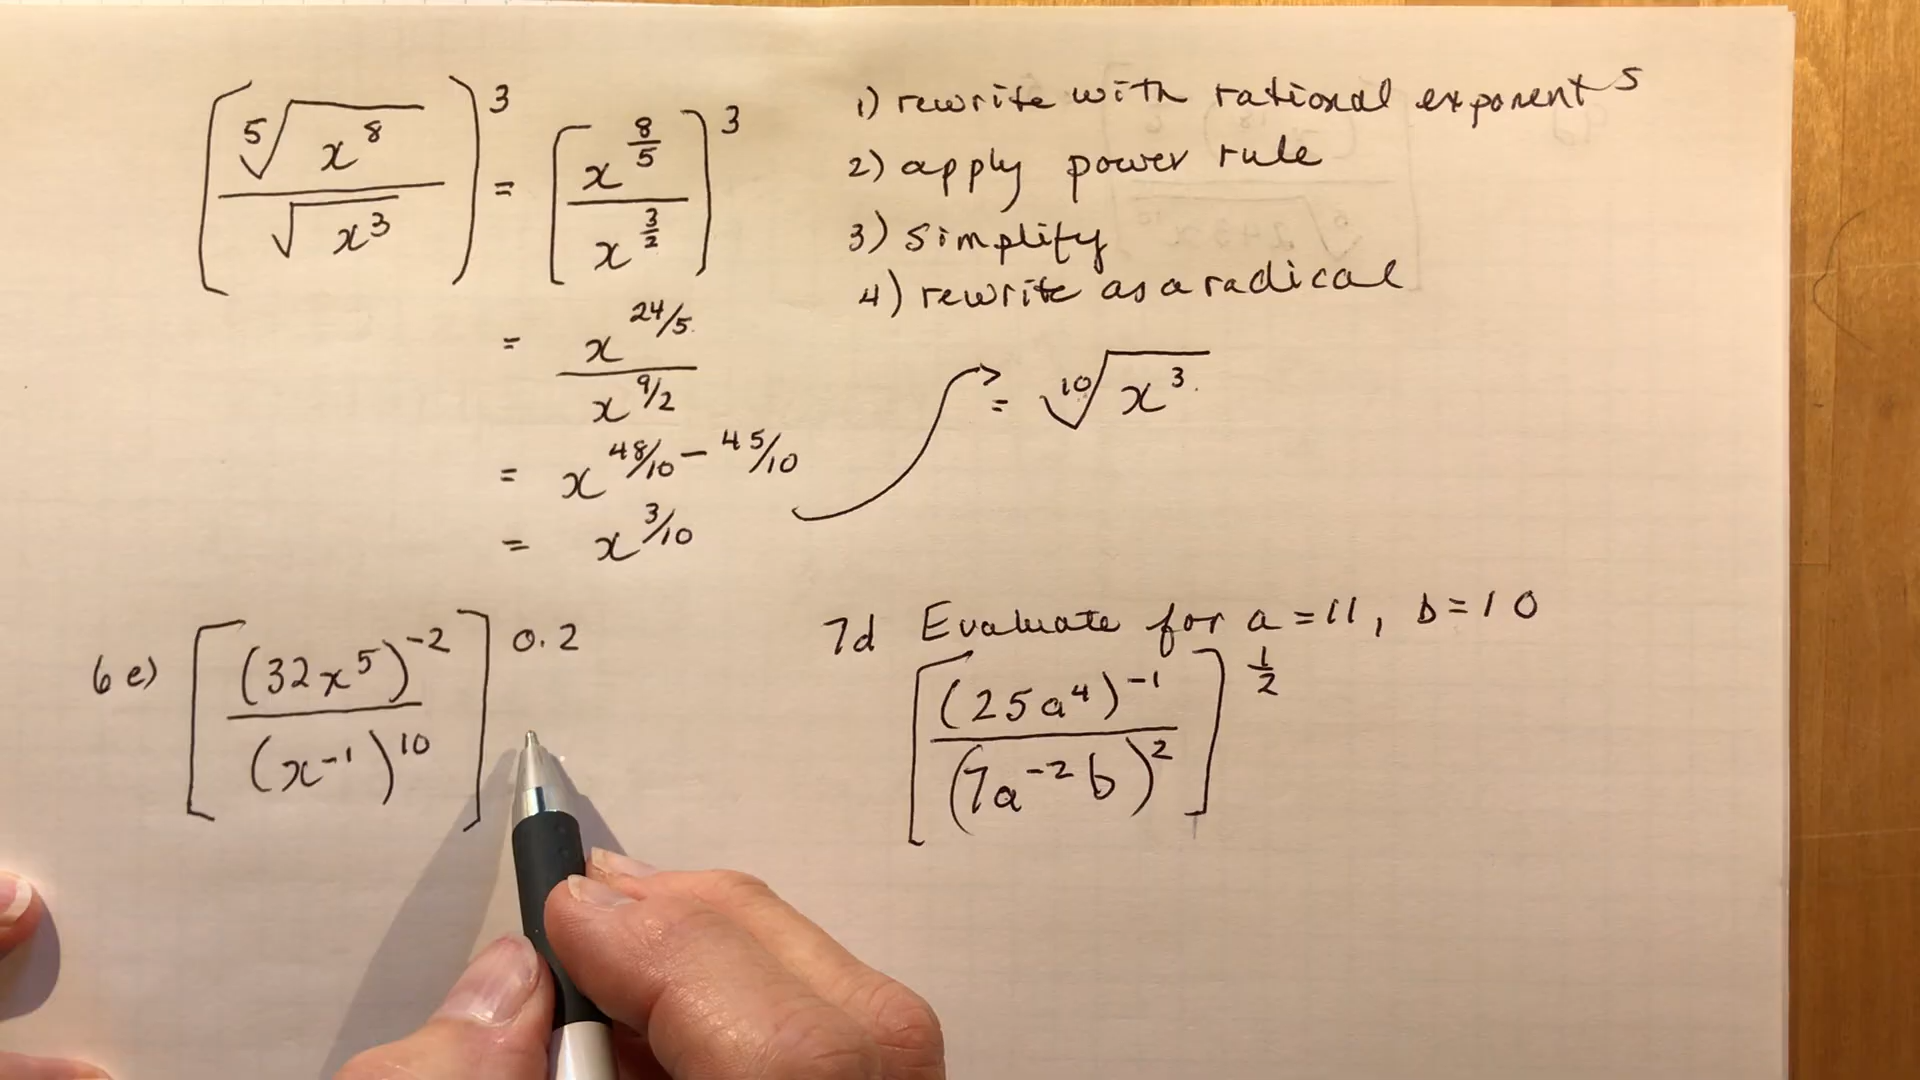 (⁵√x⁸ / √x³)³ = [x^(8/5) / x^(3/2)]³
= x^(24/5) / x^(9/2)
= x^(48/10 - 45/10)
= x^(3/10)
1) rewrite with rational exponents
2) apply power rule
3) simplify
4) rewrite as a radical
= ¹⁰√x³
6e) [(32x⁵)⁻² / (x⁻¹)¹⁰]^0.2
7d Evaluate for a = 11, b = 10
[(25a⁴)⁻¹ / (7a⁻²b)²]^(1/2)